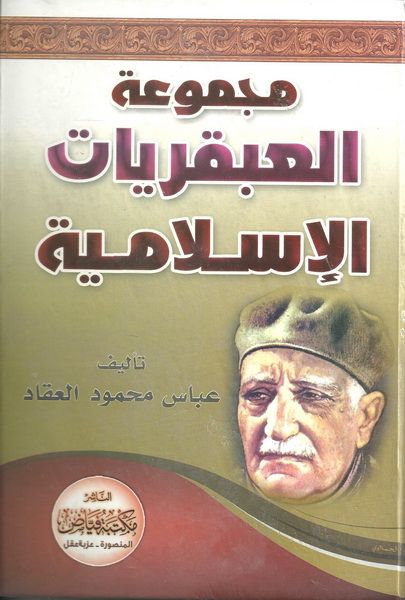 مجموعة
العبقريات
الإسلامية
تأليف
عباس محمود العقاد
الناشر
مكتبة فياض
المنصورة - عزبة عقل